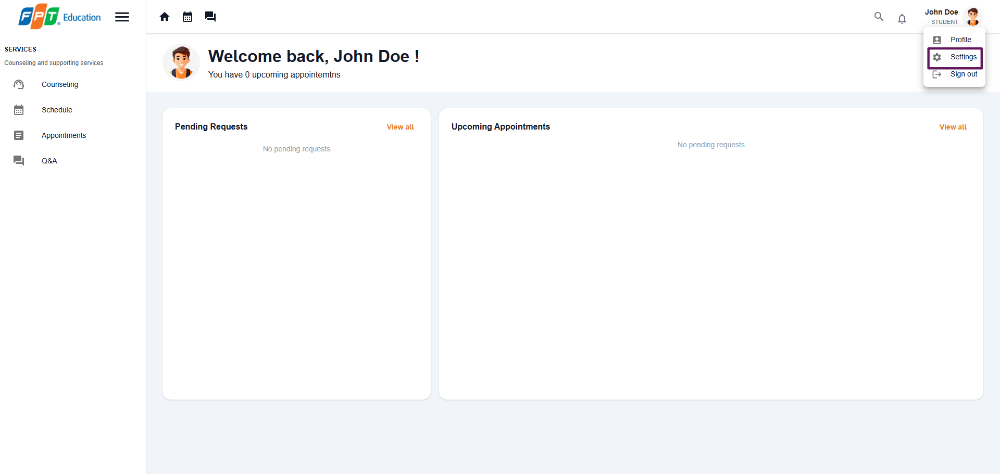 FPT Education
John Doe
STUDENT
Profile
Settings
Sign out
SERVICES
Counseling and supporting services
Counseling
Schedule
Appointments
Q&A
Welcome back, John Doe !
You have 0 upcoming appointemtns
Pending Requests
View all
No pending requests
Upcoming Appointments
View all
No pending requests